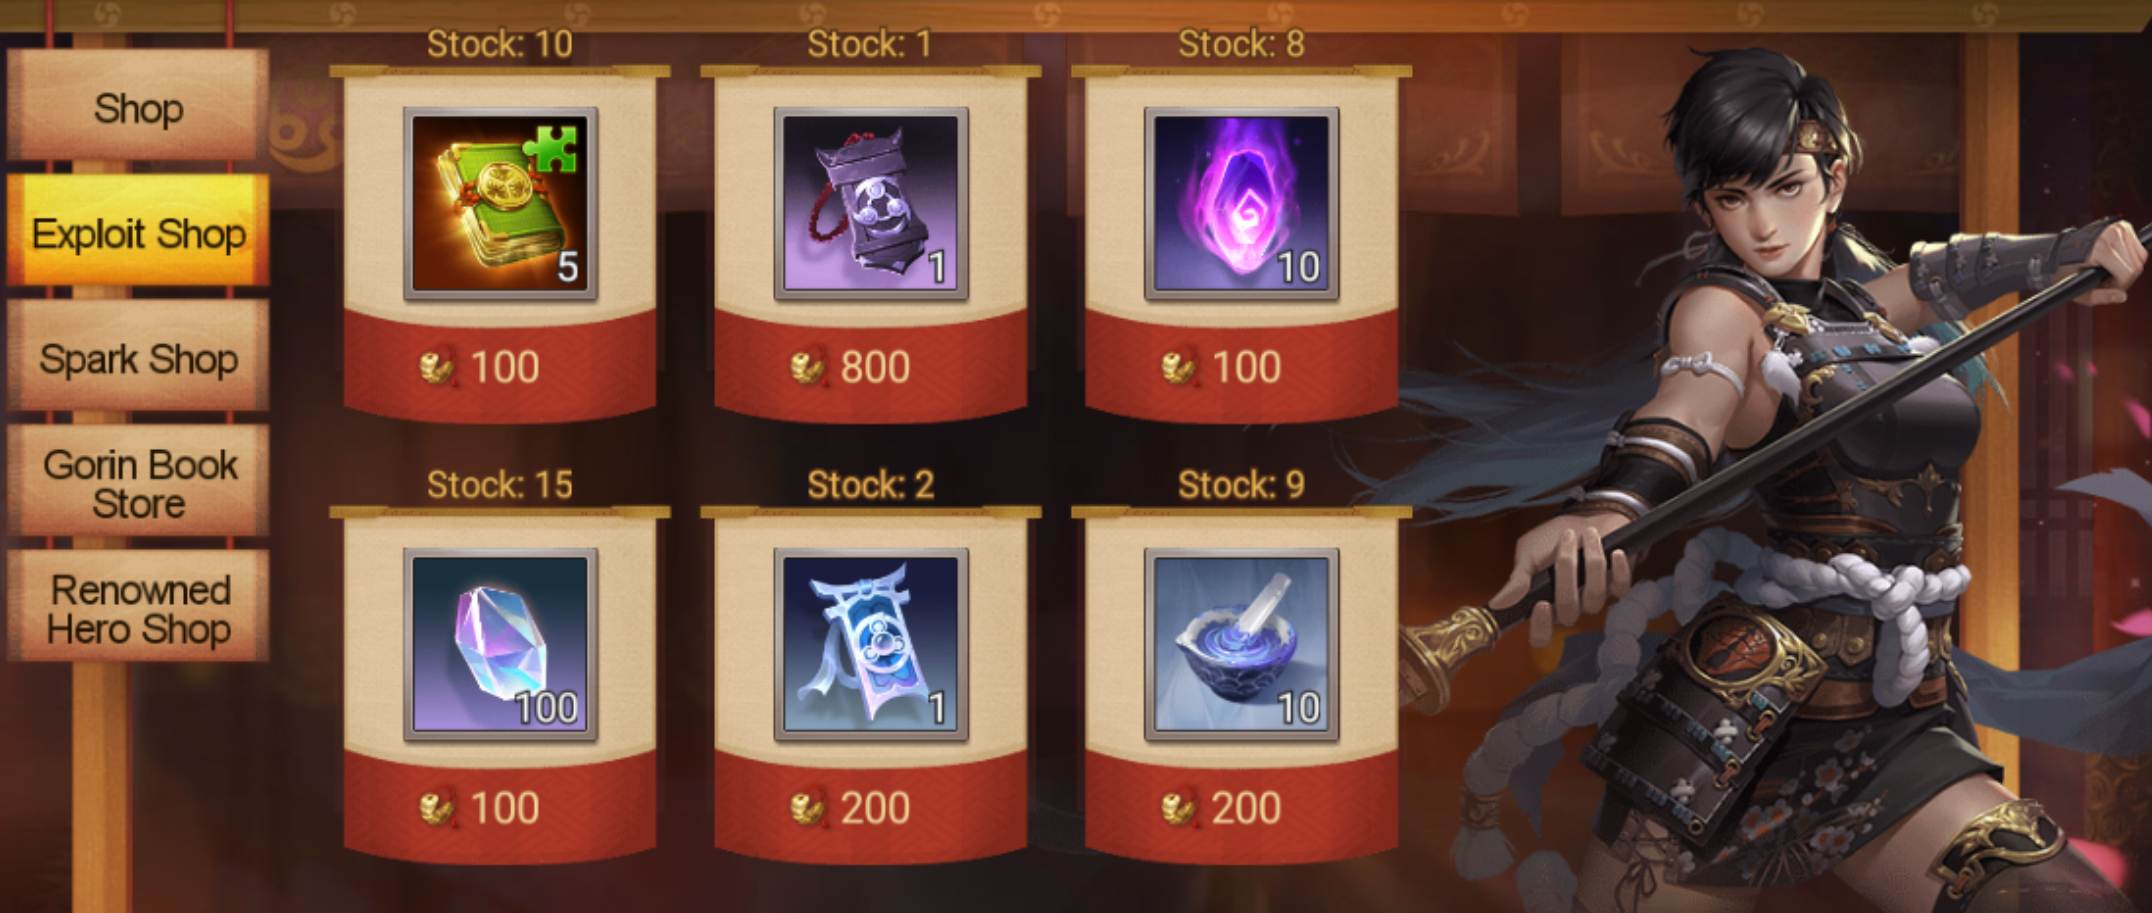 Shop
Exploit Shop
Spark Shop
Gorin Book
Store
Renowned
Hero Shop
Stock: 10
5
100
Stock: 1
1
800
Stock: 8
10
100
Stock: 15
100
100
Stock: 2
1
200
Stock: 9
10
200